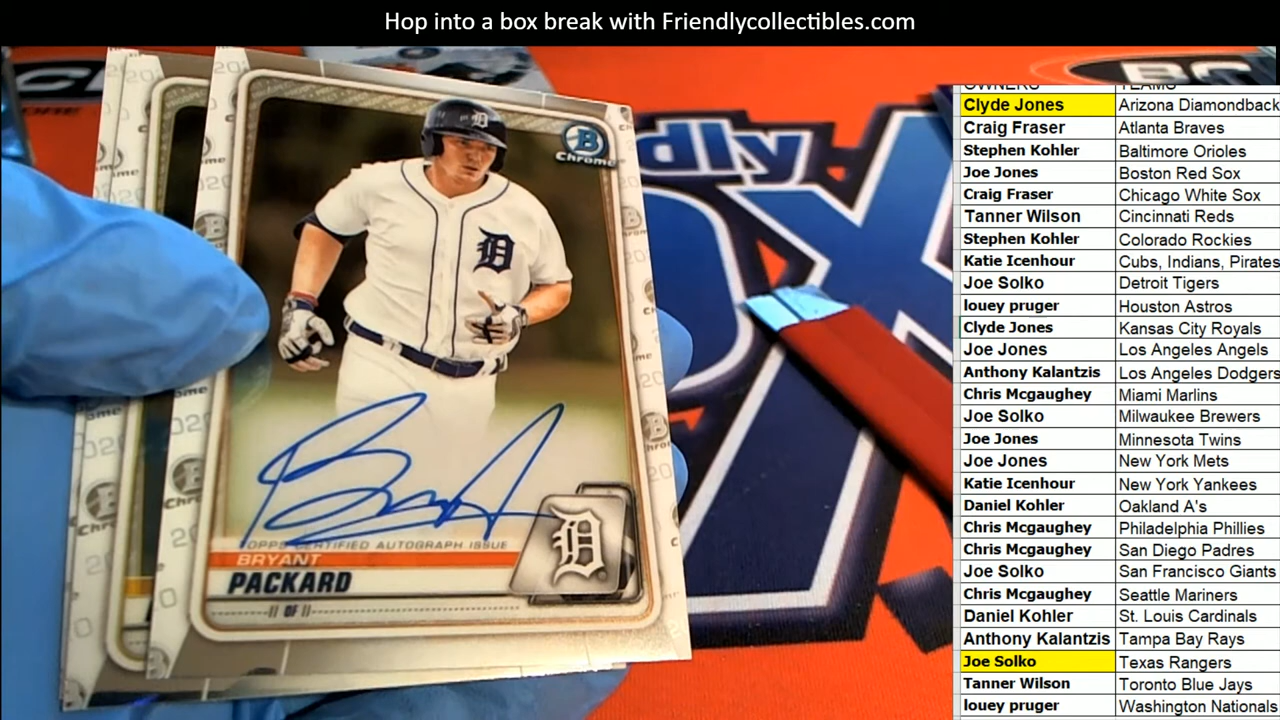 Hop into a box break with Friendlycollectibles.com
OWNERS TEAMS
Clyde Jones Arizona Diamondback
Craig Fraser Atlanta Braves
Stephen Kohler Baltimore Orioles
Joe Jones Boston Red Sox
Craig Fraser Chicago White Sox
Tanner Wilson Cincinnati Reds
Stephen Kohler Colorado Rockies
Katie Icenhour Cubs, Indians, Pirates
Joe Solko Detroit Tigers
louey pruger Houston Astros
Clyde Jones Kansas City Royals
Joe Jones Los Angeles Angels
Anthony Kalantzis Los Angeles Dodgers
Chris Mcgaughey Miami Marlins
Joe Solko Milwaukee Brewers
Joe Jones Minnesota Twins
Joe Jones New York Mets
Katie Icenhour New York Yankees
Daniel Kohler Oakland A's
Chris Mcgaughey Philadelphia Phillies
Chris Mcgaughey San Diego Padres
Joe Solko San Francisco Giants
Chris Mcgaughey Seattle Mariners
Daniel Kohler St. Louis Cardinals
Anthony Kalantzis Tampa Bay Rays
Joe Solko Texas Rangers
Tanner Wilson Toronto Blue Jays
louey pruger Washington Nationals
B
Chrome
D
TOPPS CERTIFIED AUTOGRAPH ISSUE
BRYANT
PACKARD
OF
dly